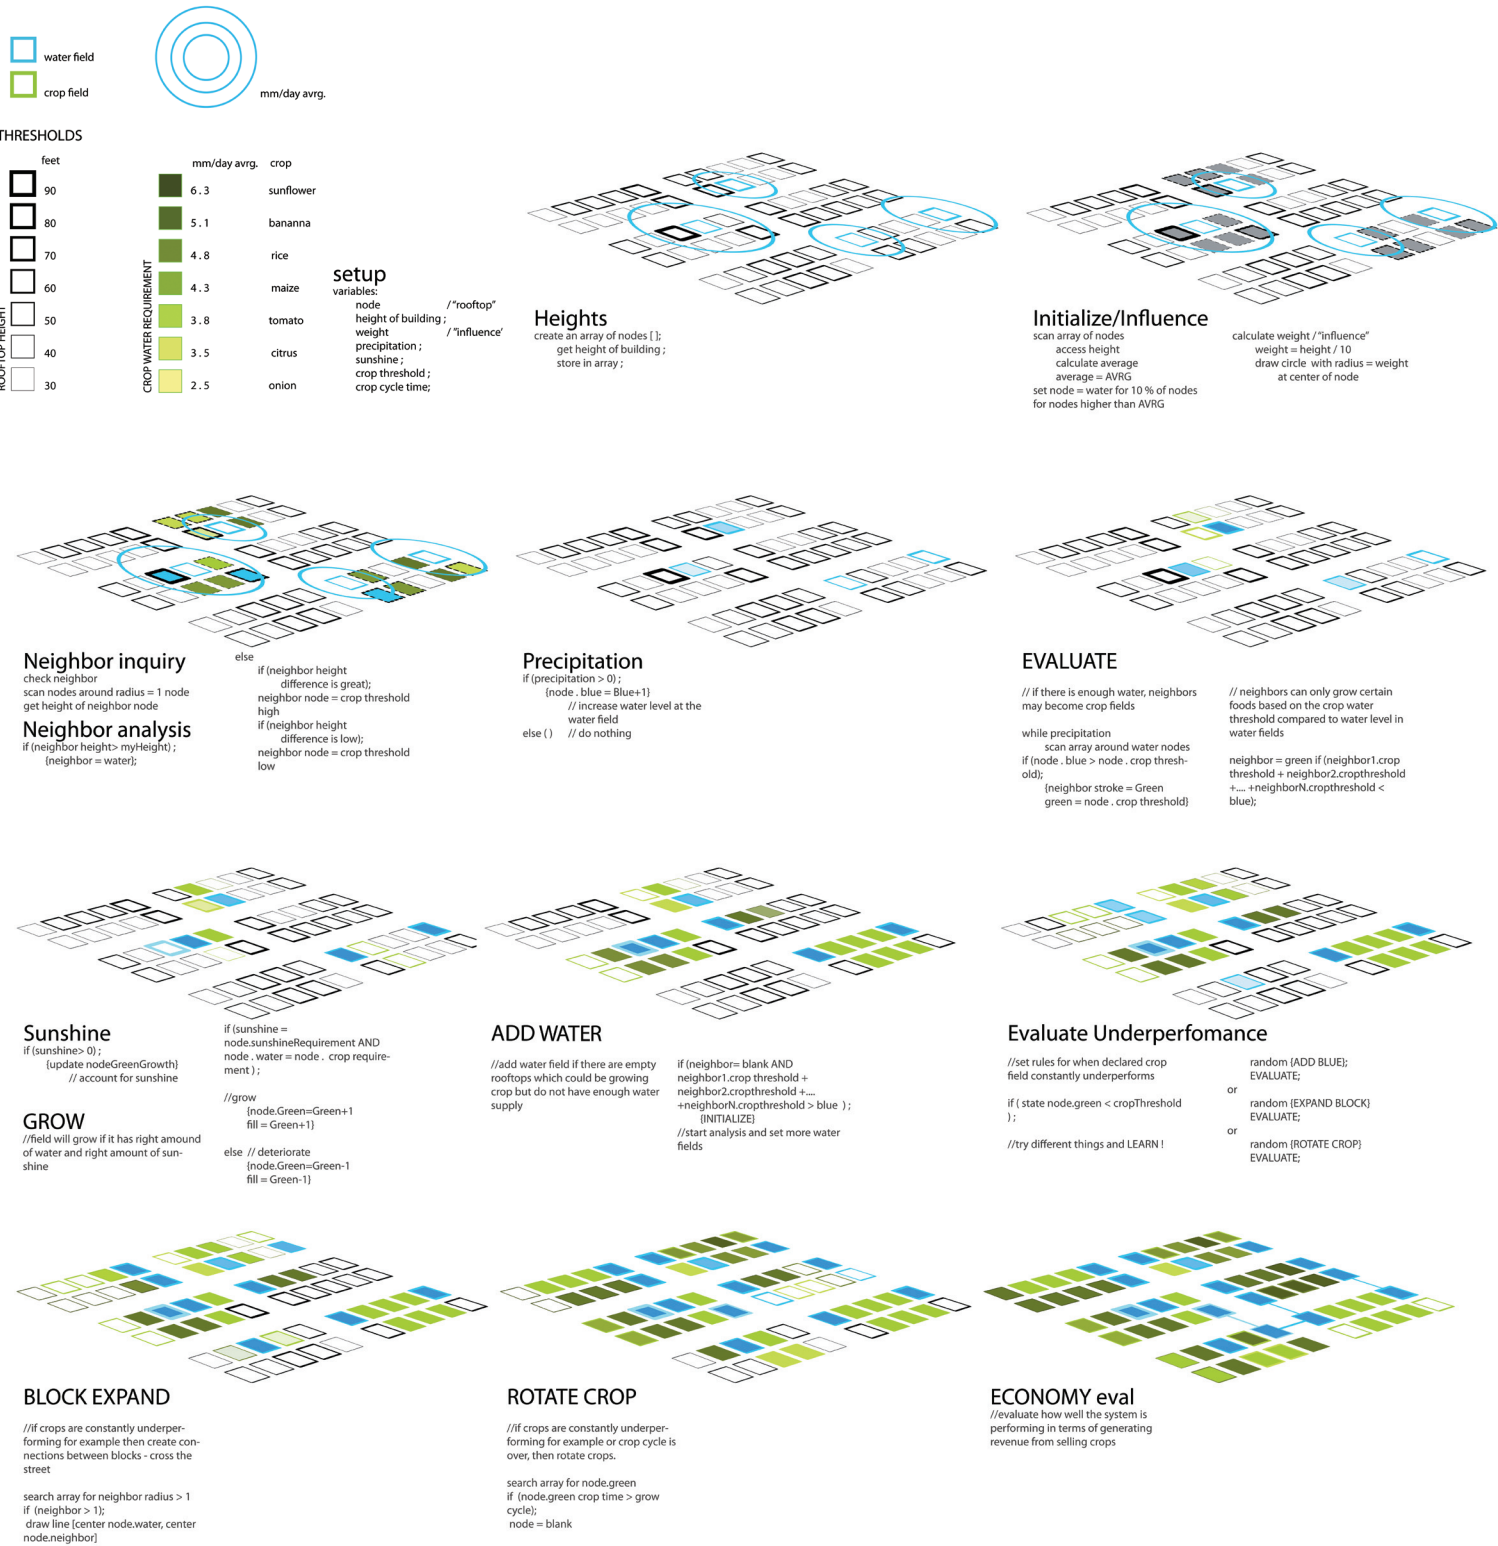 water field
crop field
mm/day avrg.
THRESHOLDS
feet
90
80
70
60
50
40
30
ROOFTOP HEIGHT
mm/day avrg. crop
6.3 sunflower
5.1 bananna
4.8 rice
4.3 maize
3.8 tomato
3.5 citrus
2.5 onion
CROP WATER REQUIREMENT
setup
variables:
node /“rooftop”
height of building ;
weight /“influence’
precipitation ;
sunshine ;
crop threshold ;
crop cycle time;
Heights
create an array of nodes [ ];
get height of building ;
store in array ;
Initialize/Influence
scan array of nodes
access height
calculate average
average = AVRG
set node = water for 10 % of nodes
for nodes higher than AVRG
calculate weight / “influence”
weight = height / 10
draw circle with radius = weight
at center of node
Neighbor inquiry
check neighbor
scan nodes around radius = 1 node
get height of neighbor node
Neighbor analysis
if (neighbor height> myHeight) ;
{neighbor = water};
else
if (neighbor height
difference is great);
neighbor node = crop threshold
high
if (neighbor height
difference is low);
neighbor node = crop threshold
low
Precipitation
if (precipitation > 0) ;
{node . blue = Blue+1}
// increase water level at the
water field
else ( ) // do nothing
EVALUATE
// if there is enough water, neighbors
may become crop fields
while precipitation
scan array around water nodes
if (node . blue > node . crop thresh-
old);
{neighbor stroke = Green
green = node . crop threshold}
// neighbors can only grow certain
foods based on the crop water
threshold compared to water level in
water fields
neighbor = green if (neighbor1.crop
threshold + neighbor2.cropthreshold
+.... +neighborN.cropthreshold <
blue);
Sunshine
if (sunshine> 0) ;
{update nodeGreenGrowth}
// account for sunshine
GROW
//field will grow if it has right amound
of water and right amount of sun-
shine
if (sunshine =
node.sunshineRequirement AND
node . water = node . crop require-
ment ) ;
//grow
{node.Green=Green+1
fill = Green+1}
else // deteriorate
{node.Green=Green-1
fill = Green-1}
ADD WATER
//add water field if there are empty
rooftops which could be growing
crop but do not have enough water
supply
if (neighbor= blank AND
neighbor1.crop threshold +
neighbor2.cropthreshold +....
+neighborN.cropthreshold > blue ) ;
{INITIALIZE}
//start analysis and set more water
fields
Evaluate Underperfomance
//set rules for when declared crop
field constantly underperforms
if ( state node.green < cropThreshold
) ;
//try different things and LEARN !
random {ADD BLUE);
EVALUATE;
or
random {EXPAND BLOCK}
EVALUATE;
or
random {ROTATE CROP}
EVALUATE;
BLOCK EXPAND
//if crops are constantly underper-
forming for example then create con-
nections between blocks - cross the
street
search array for neighbor radius > 1
if (neighbor > 1);
draw line [center node.water, center
node.neighbor]
ROTATE CROP
//if crops are constantly underper-
forming for example or crop cycle is
over, then rotate crops.
search array for node.green
if (node.green crop time > grow
cycle);
node = blank
ECONOMY eval
//evaluate how well the system is
performing in terms of generating
revenue from selling crops